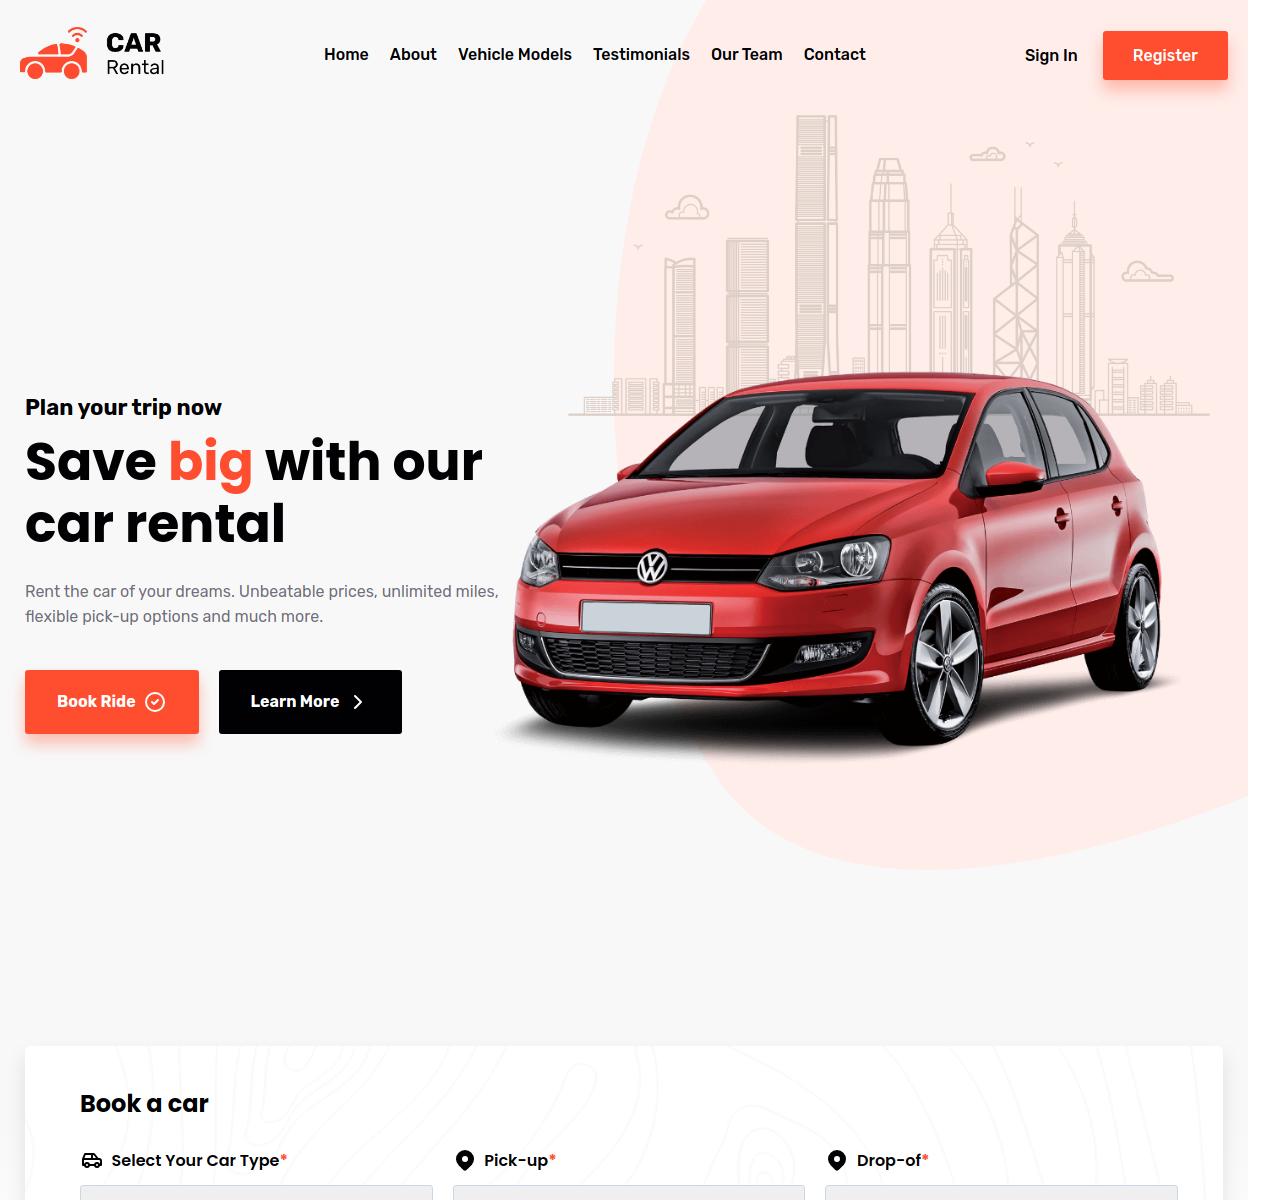 CAR
Rental
Home About Vehicle Models Testimonials Our Team Contact
Sign In Register
Plan your trip now
Save big with our
car rental
Rent the car of your dreams. Unbeatable prices, unlimited miles,
flexible pick-up options and much more.
Book Ride Learn More
Book a car
Select Your Car Type* Pick-up* Drop-of*